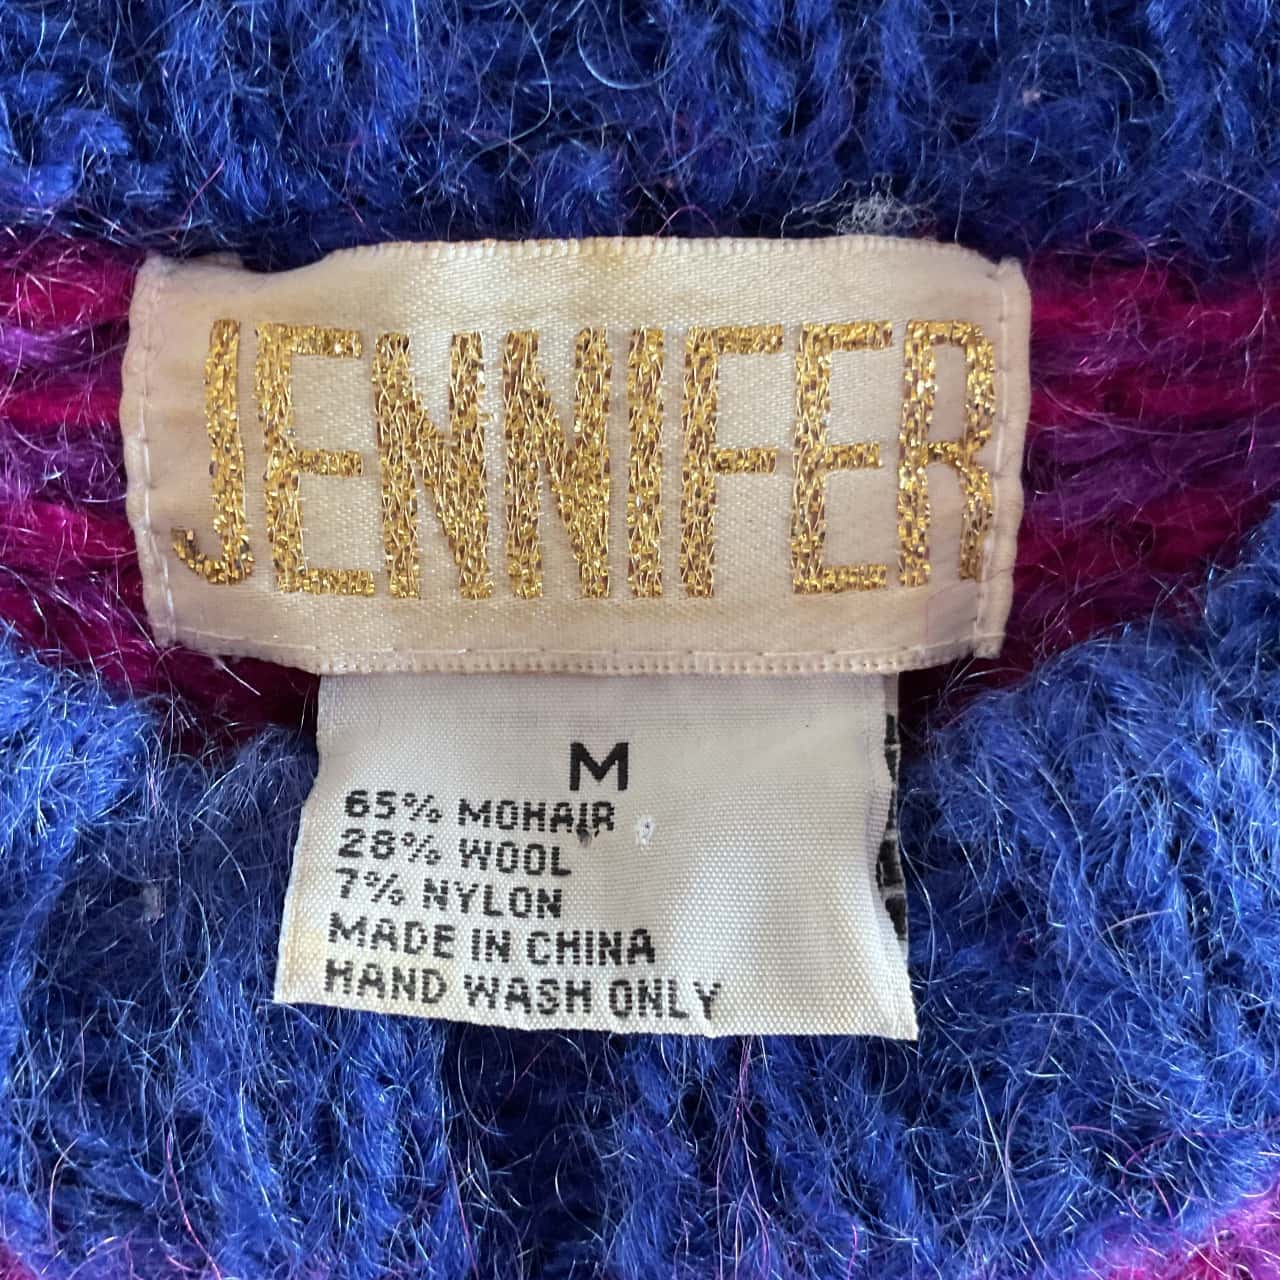 JENNIFER
M
65% MOHAIR
28% WOOL
7% NYLON
MADE IN CHINA
HAND WASH ONLY